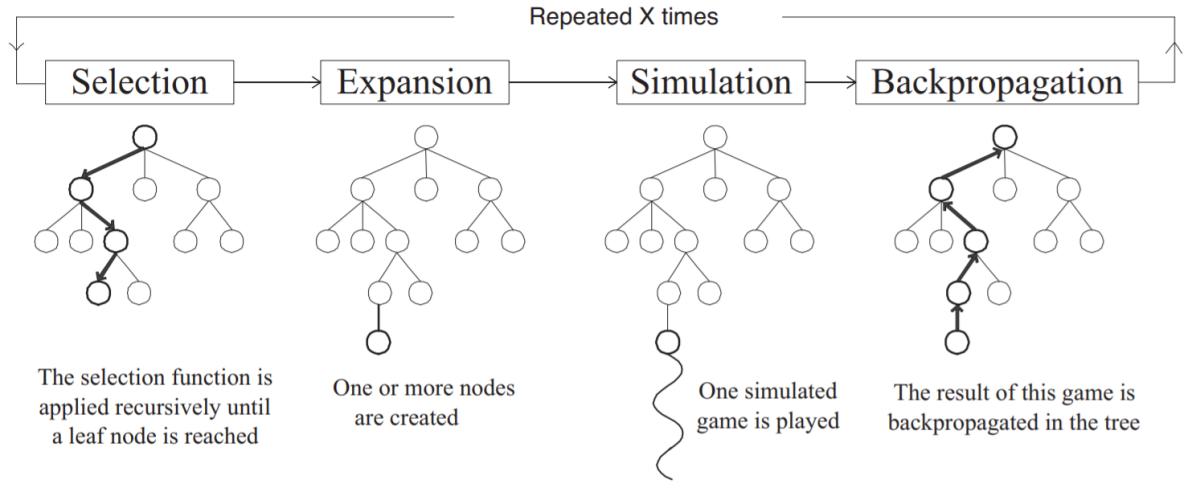 Repeated X times
Selection
Expansion
Simulation
Backpropagation
The selection function is
applied recursively until
a leaf node is reached
One or more nodes
are created
One simulated
game is played
The result of this game is
backpropagated in the tree